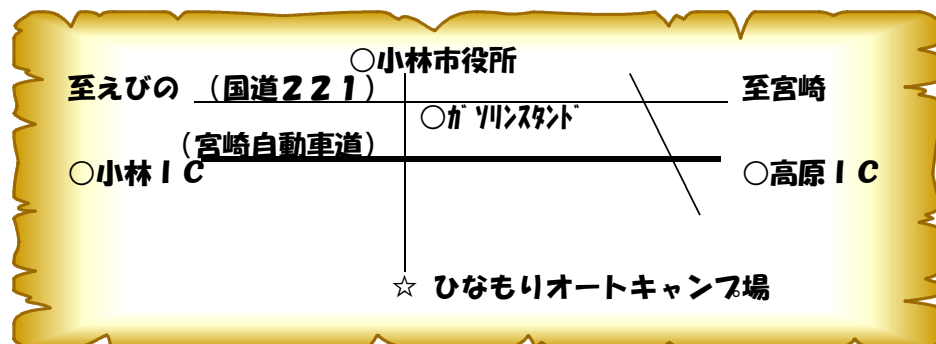 ○小林市役所
至えびの （国道２２１） 至宮崎
○ｶﾞｿﾘﾝｽﾀﾝﾄﾞ
（宮崎自動車道）
○小林ＩＣ ○高原ＩＣ
☆ ひなもりオートキャンプ場